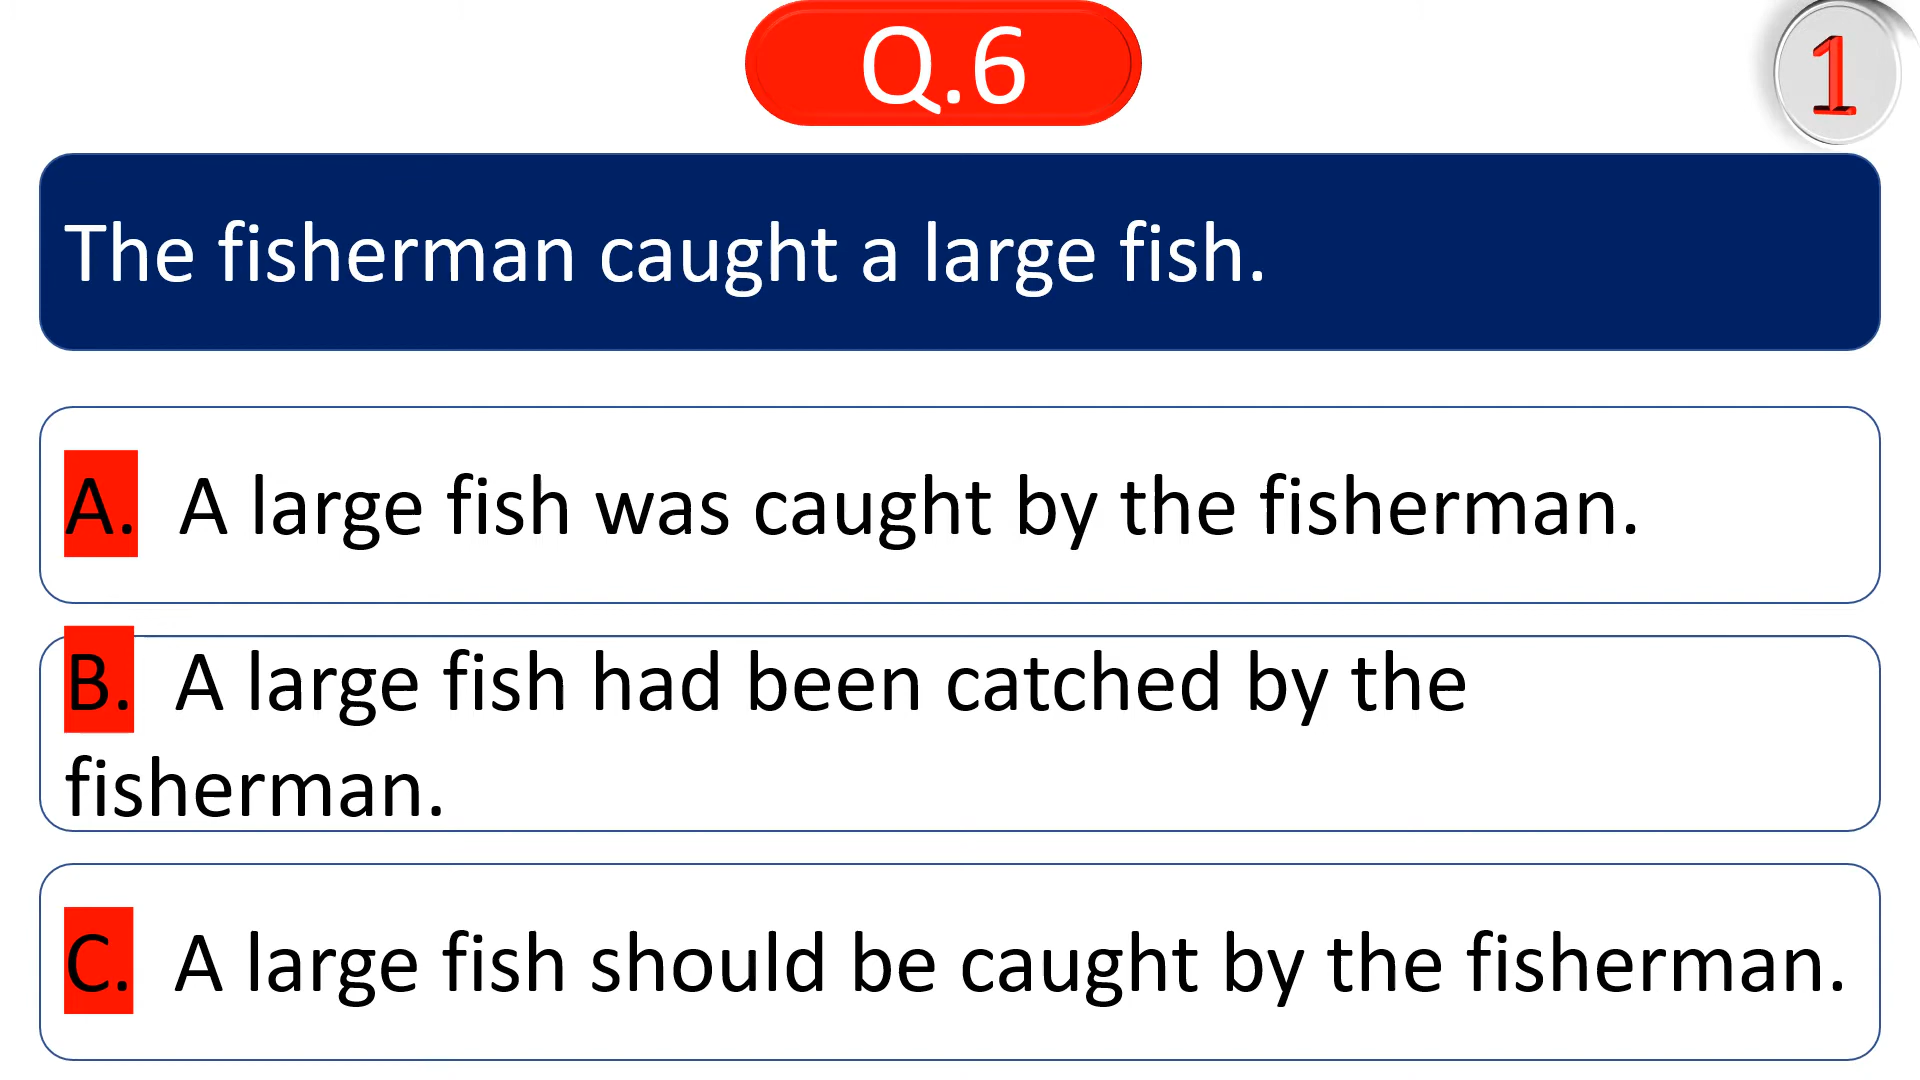 Q.6
1
The fisherman caught a large fish.
A. A large fish was caught by the fisherman.
B. A large fish had been catched by the
fisherman.
C. A large fish should be caught by the fisherman.